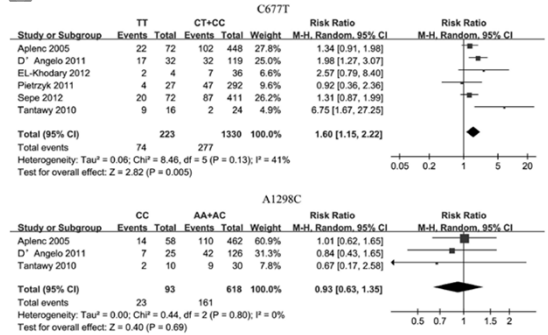 C677T
TT CT+CC Risk Ratio Risk Ratio
Study or Subgroup Events Total Events Total Weight M-H. Random. 95% CI M-H. Random. 95% CI
Aplenc 2005 22 72 102 448 27.8% 1.34 [0.91, 1.98]
D' Angelo 2011 17 32 32 119 27.5% 1.98 [1.27, 3.07]
EL-Khodary 2012 2 4 7 36 6.6% 2.57 [0.79, 8.40]
Pietrzyk 2011 4 27 47 292 9.6% 0.92 [0.36, 2.36]
Sepe 2012 20 72 87 411 26.2% 1.31 [0.87, 1.99]
Tantawy 2010 9 16 2 24 6.75 [1.67, 27.25]
Total (95% CI) 223 1330 100.0% 1.60 [1.15, 2.22]
Total events 74 277
Heterogeneity: Tau² = 0.06; Chi² = 8.46, df = 5 (P = 0.13); I² = 41%
Test for overall effect: Z = 2.82 (P = 0.005)
0.05 0.2 1 5 20
A1298C
CC AA+AC Risk Ratio Risk Ratio
Study or Subgroup Events Total Events Total Weight M-H. Random. 95% CI M-H. Random. 95% CI
Aplenc 2005 14 58 110 462 60.9% 1.01 [0.62, 1.65]
D' Angelo 2011 7 25 42 126 31.3% 0.84 [0.43, 1.65]
Tantawy 2010 2 10 9 30 7.8% 0.67 [0.17, 2.58]
Total (95% CI) 93 618 100.0% 0.93 [0.63, 1.35]
Total events 23 161
Heterogeneity: Tau² = 0.00; Chi² = 0.44, df = 2 (P = 0.80); I² = 0%
Test for overall effect: Z = 0.40 (P = 0.69)
0.5 0.7 1 1.5 2